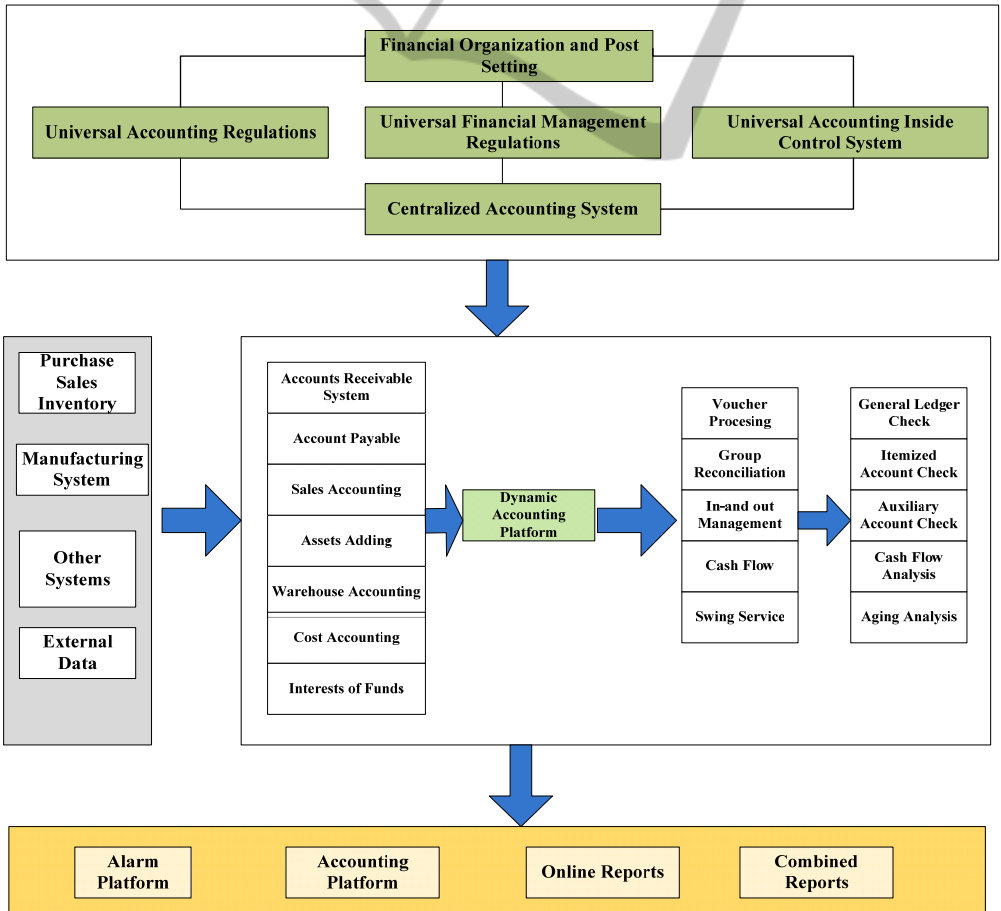 Financial Organization and Post
Setting
Universal Accounting Regulations
Universal Financial Management
Regulations
Universal Accounting Inside
Control System
Centralized Accounting System
Purchase
Sales
Inventory
Manufacturing
System
Other
Systems
External
Data
Accounts Receivable
System
Account Payable
Sales Accounting
Assets Adding
Warehouse Accounting
Cost Accounting
Interests of Funds
Dynamic
Accounting
Platform
Voucher
Procesing
Group
Reconciliation
In-and out
Management
Cash Flow
Swing Service
General Ledger
Check
Itemized
Account Check
Auxiliary
Account Check
Cash Flow
Analysis
Aging Analysis
Alarm
Platform
Accounting
Platform
Online Reports
Combined
Reports